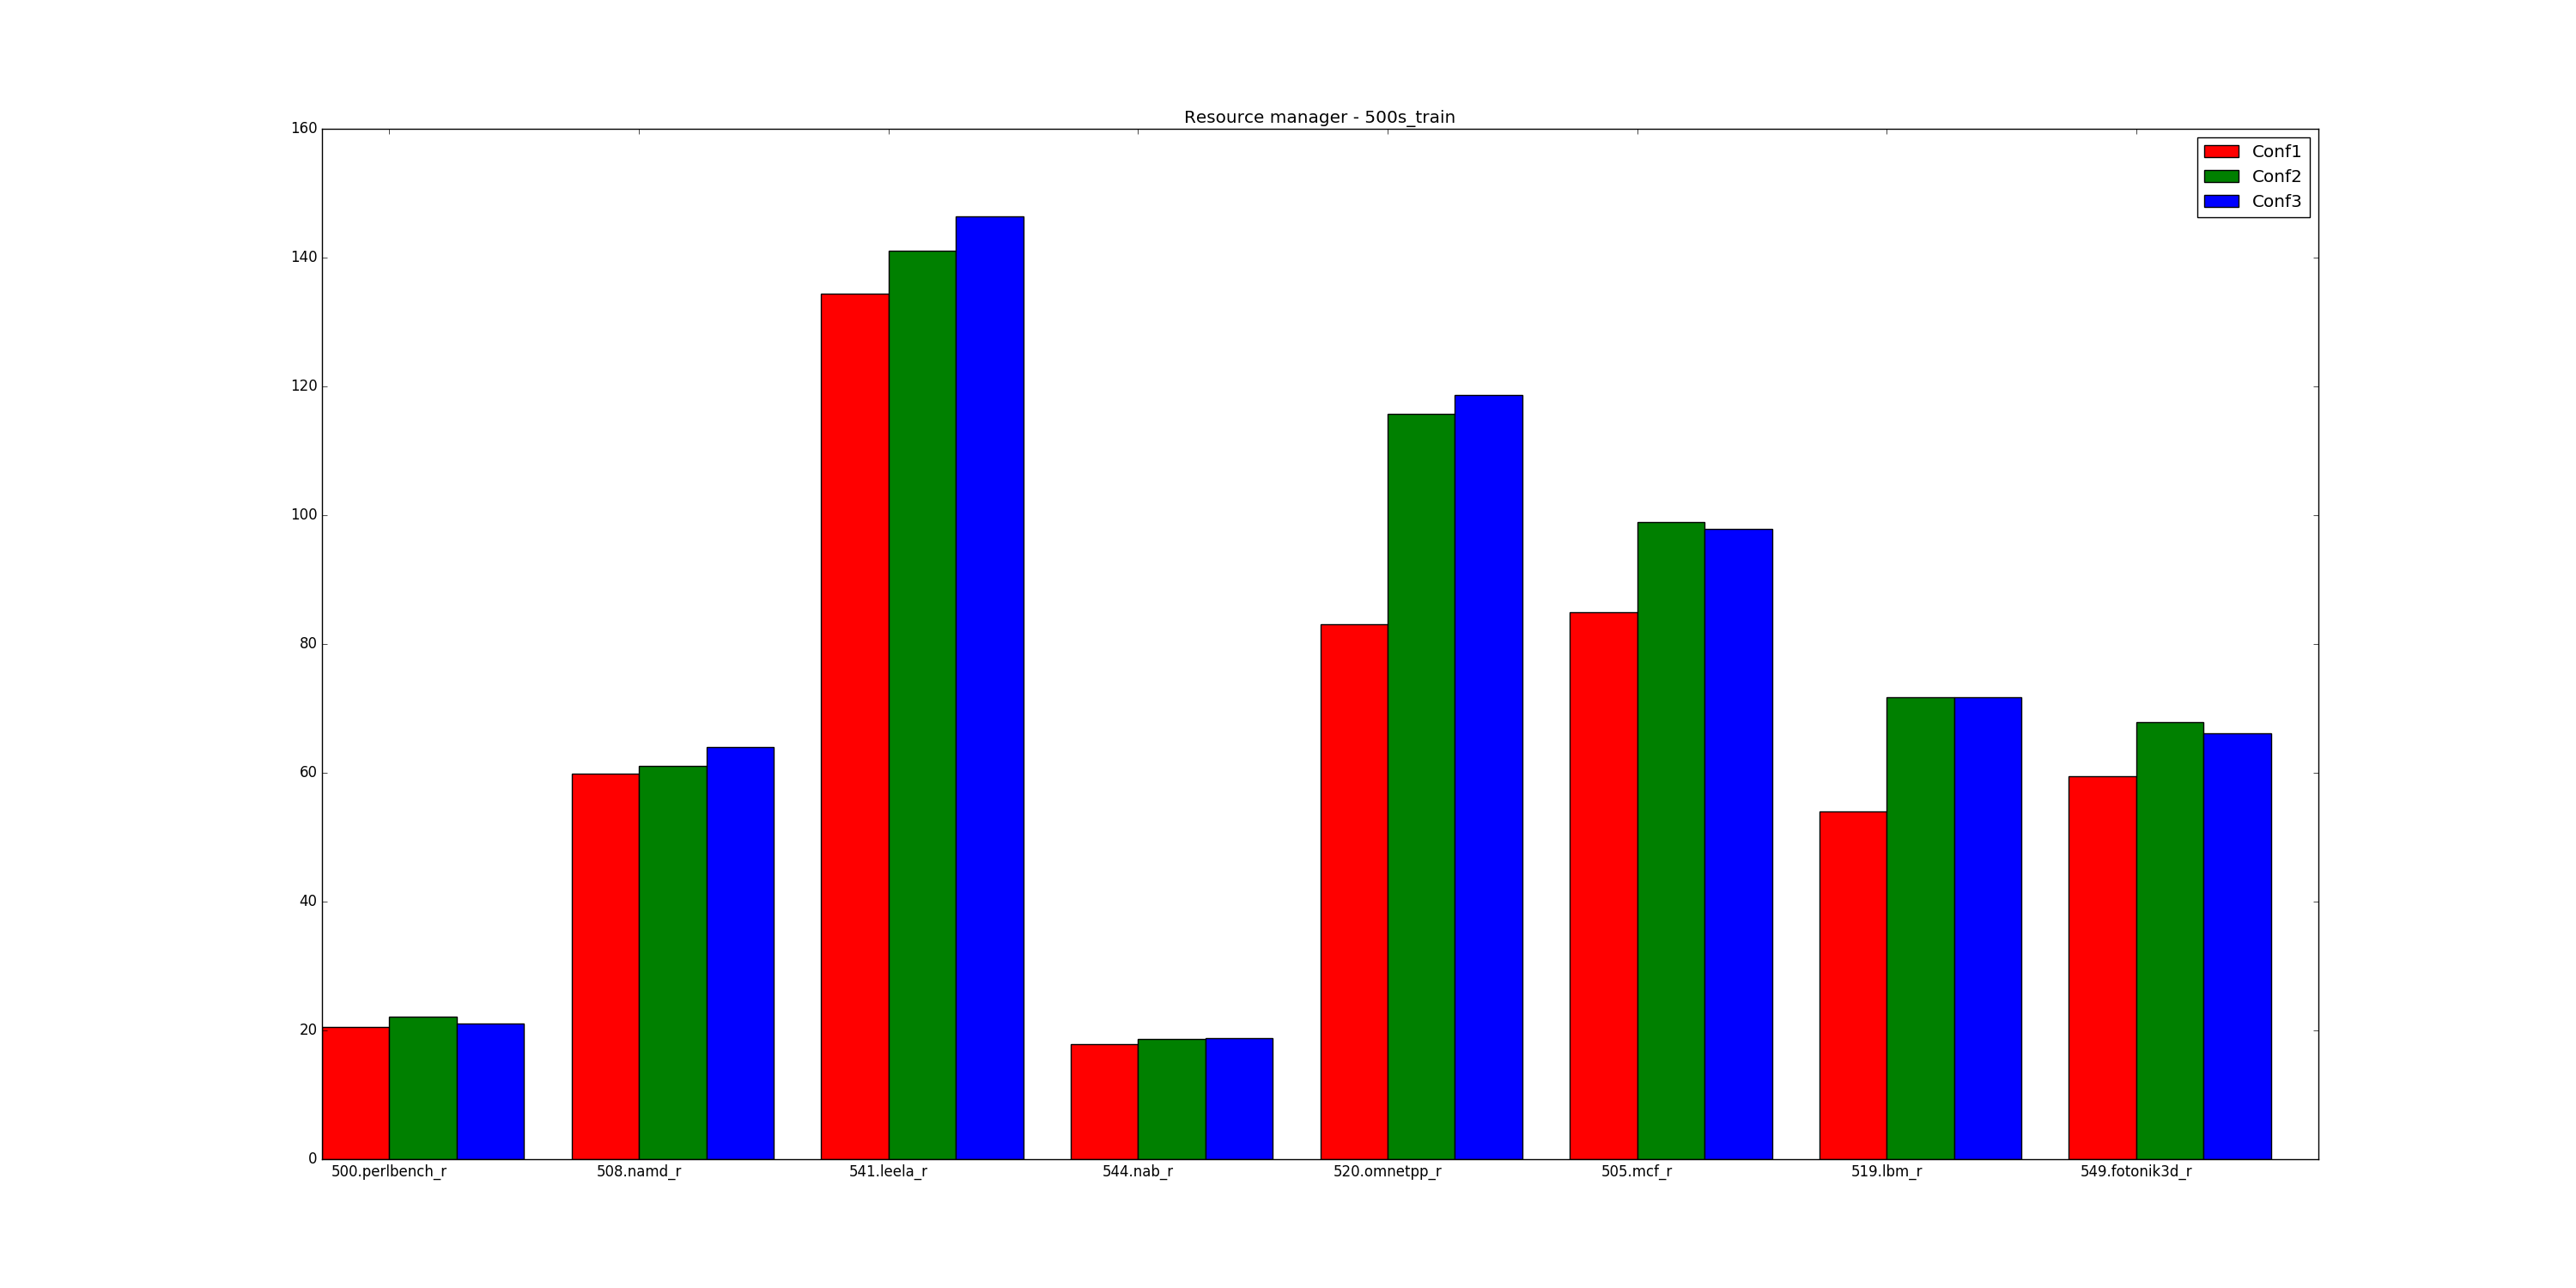 Resource manager - 500s_train
160
140
120
100
80
60
40
20
0
Conf1
Conf2
Conf3
500.perlbench_r 508.namd_r 541.leela_r 544.nab_r 520.omnetpp_r 505.mcf_r 519.lbm_r 549.fotonik3d_r